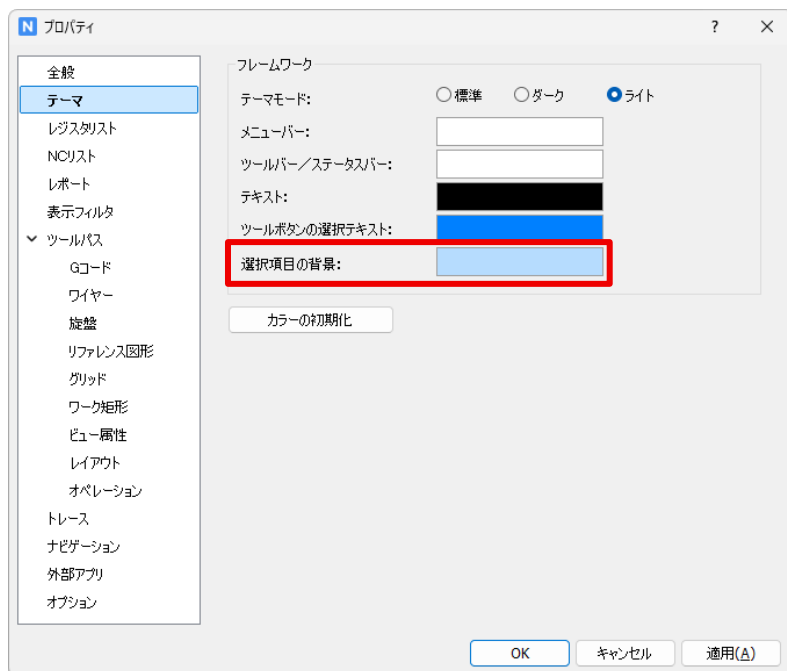 N プロパティ ? ×
全般
テーマ
レジスタリスト
NCリスト
レポート
表示フィルタ
ツールパス
Gコード
ワイヤー
旋盤
リファレンス図形
グリッド
ワーク矩形
ビュー属性
レイアウト
オペレーション
トレース
ナビゲーション
外部アプリ
オプション
フレームワーク
テーマモード: 標準 ダーク ライト
メニューバー:
ツールバー/ステータスバー:
テキスト:
ツールボタンの選択テキスト:
選択項目の背景:
カラーの初期化
OK キャンセル 適用(A)